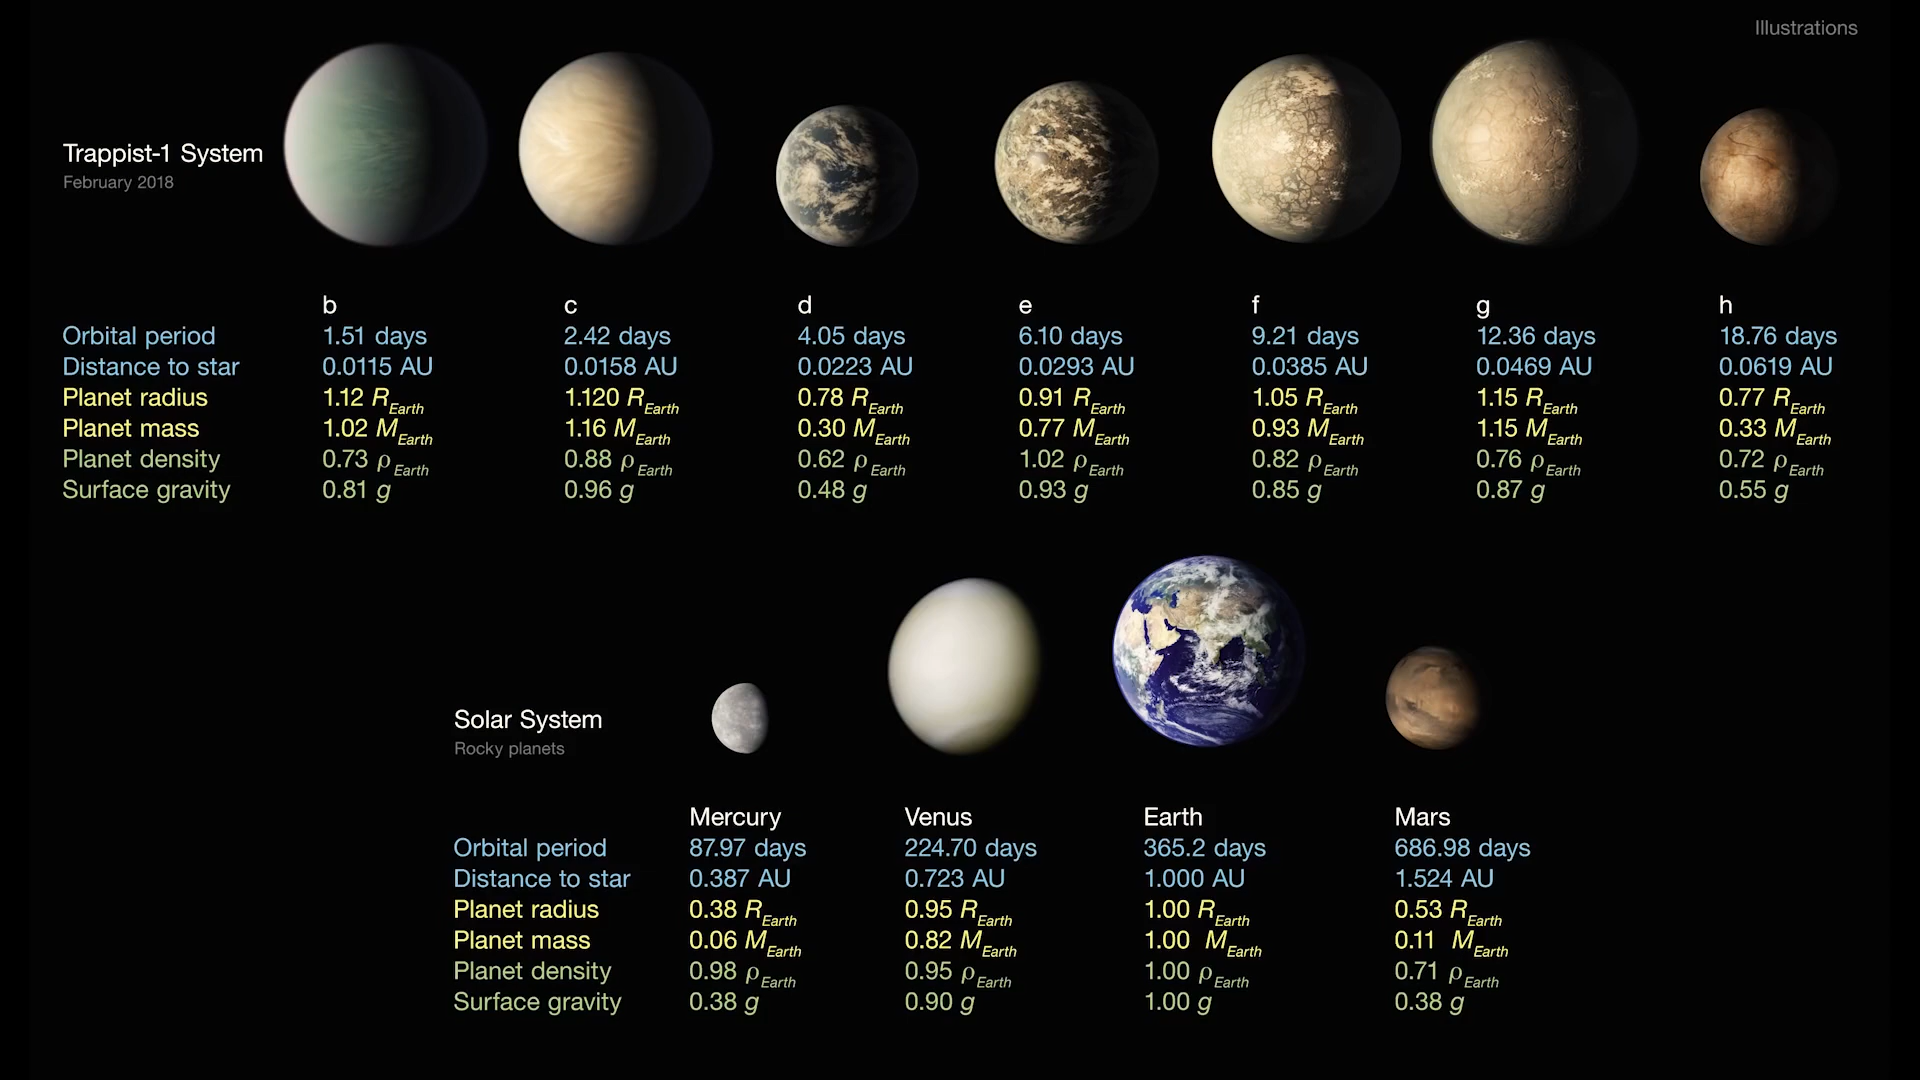 Illustrations
Trappist-1 System
February 2018
b c d e f g h
Orbital period 1.51 days 2.42 days 4.05 days 6.10 days 9.21 days 12.36 days 18.76 days
Distance to star 0.0115 AU 0.0158 AU 0.0223 AU 0.0293 AU 0.0385 AU 0.0469 AU 0.0619 AU
Planet radius 1.12 R Earth 1.120 R Earth 0.78 R Earth 0.91 R Earth 1.05 R Earth 1.15 R Earth 0.77 R Earth
Planet mass 1.02 M Earth 1.16 M Earth 0.30 M Earth 0.77 M Earth 0.93 M Earth 1.15 M Earth 0.33 M Earth
Planet density 0.73 ρ Earth 0.88 ρ Earth 0.62 ρ Earth 1.02 ρ Earth 0.82 ρ Earth 0.76 ρ Earth 0.72 ρ Earth
Surface gravity 0.81 g 0.96 g 0.48 g 0.93 g 0.85 g 0.87 g 0.55 g
Solar System
Rocky planets
Mercury Venus Earth Mars
Orbital period 87.97 days 224.70 days 365.2 days 686.98 days
Distance to star 0.387 AU 0.723 AU 1.000 AU 1.524 AU
Planet radius 0.38 R Earth 0.95 R Earth 1.00 R Earth 0.53 R Earth
Planet mass 0.06 M Earth 0.82 M Earth 1.00 M Earth 0.11 M Earth
Planet density 0.98 ρ Earth 0.95 ρ Earth 1.00 ρ Earth 0.71 ρ Earth
Surface gravity 0.38 g 0.90 g 1.00 g 0.38 g